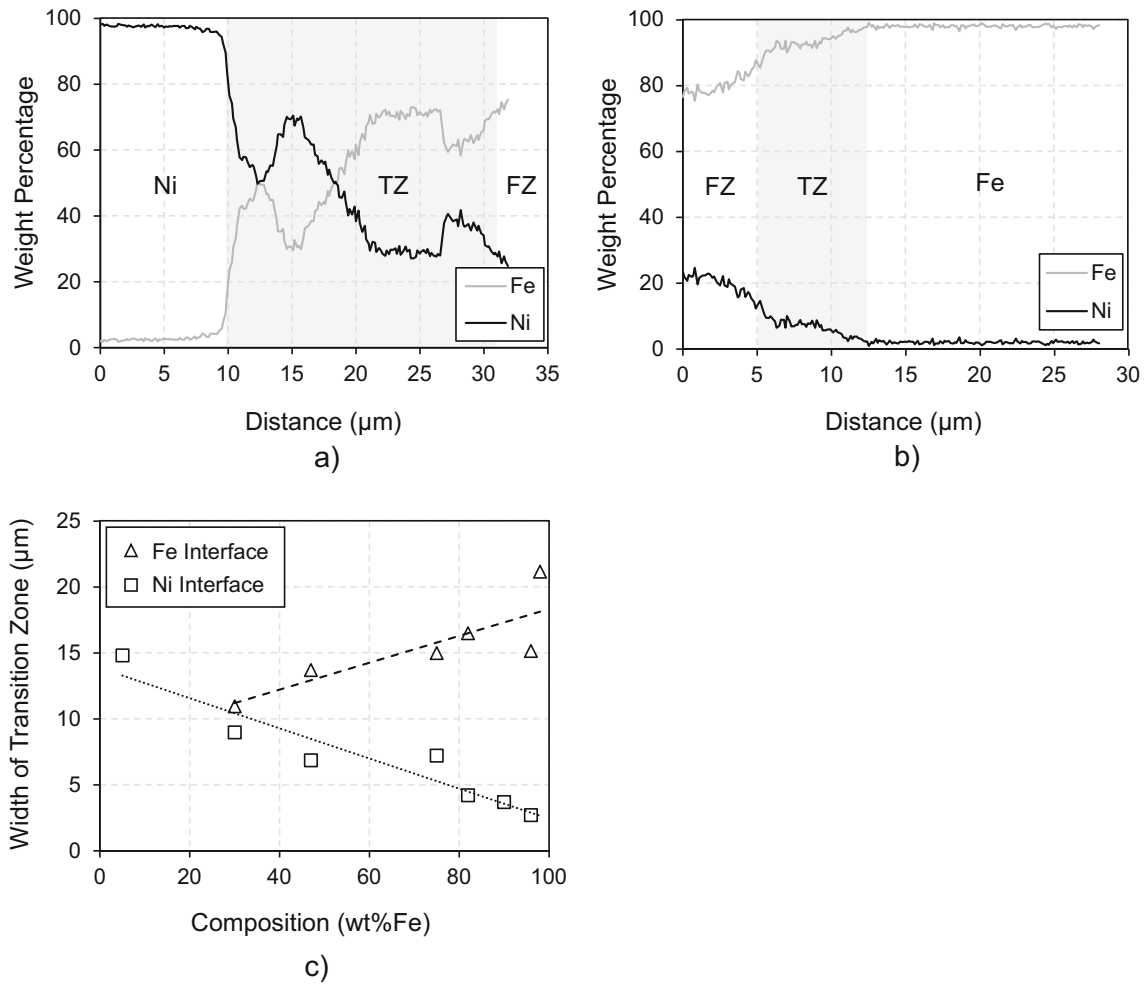 100
80
60
40
20
0
Weight Percentage
Ni
TZ
FZ
Fe
Ni
0 5 10 15 20 25 30 35
Distance (µm)
a)
100
80
60
40
20
0
Weight Percentage
FZ
TZ
Fe
Fe
Ni
0 5 10 15 20 25 30
Distance (µm)
b)
25
20
15
10
5
0
Width of Transition Zone (µm)
Fe Interface
Ni Interface
0 20 40 60 80 100
Composition (wt%Fe)
c)